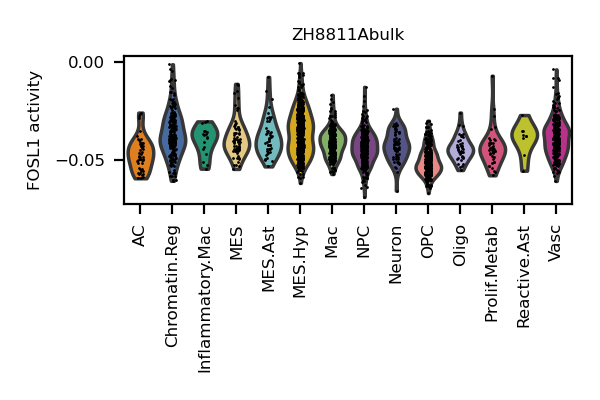 ZH8811Abulk
FOSL1 activity
0.00
−0.05
AC
Chromatin.Reg
Inflammatory.Mac
MES
MES.Ast
MES.Hyp
Mac
NPC
Neuron
OPC
Oligo
Prolif.Metab
Reactive.Ast
Vasc